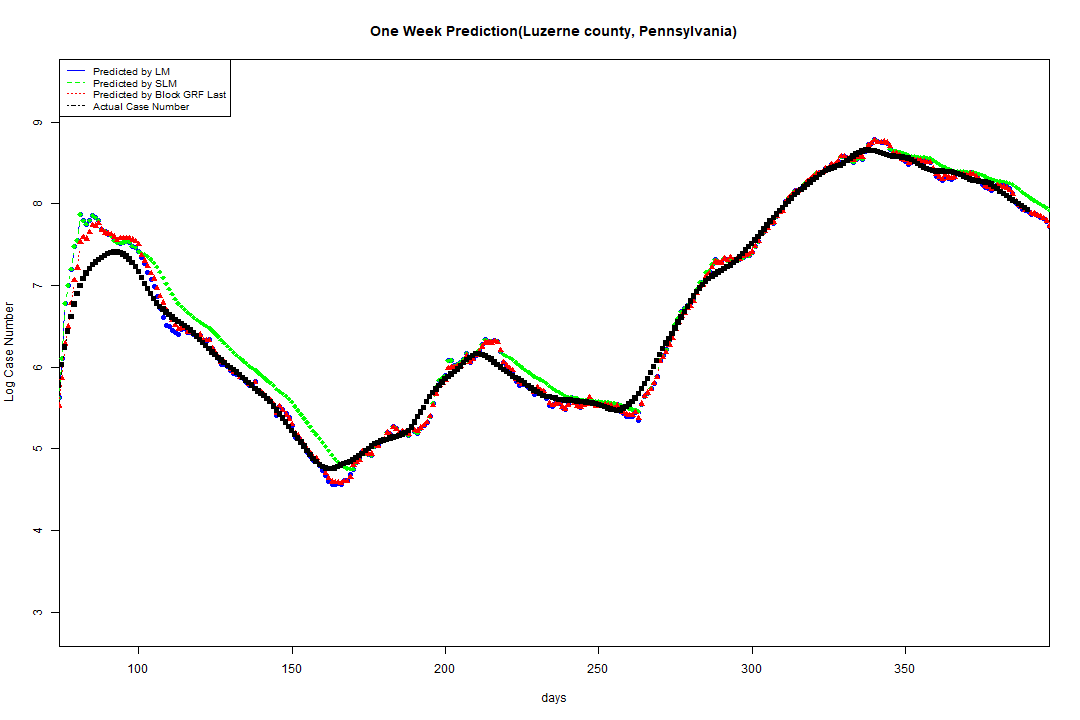 One Week Prediction(Luzerne county, Pennsylvania)
Predicted by LM
Predicted by SLM
Predicted by Block GRF Last
Actual Case Number
9
8
7
6
5
4
3
Log Case Number
100 150 200 250 300 350
days